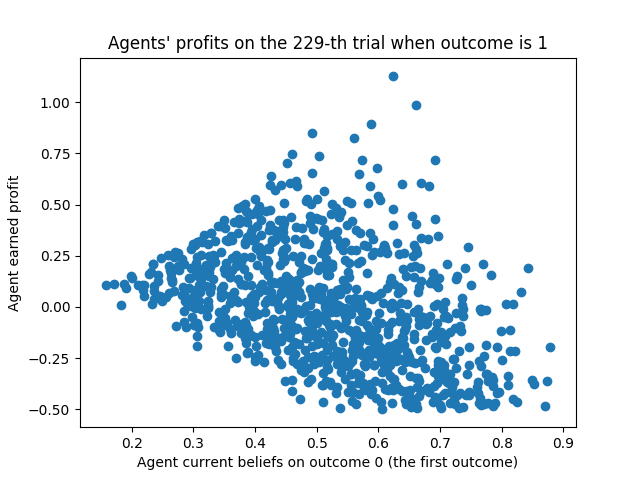 Agents' profits on the 229-th trial when outcome is 1
1.00
0.75
0.50
0.25
0.00
−0.25
−0.50
Agent earned profit
0.2 0.3 0.4 0.5 0.6 0.7 0.8 0.9
Agent current beliefs on outcome 0 (the first outcome)